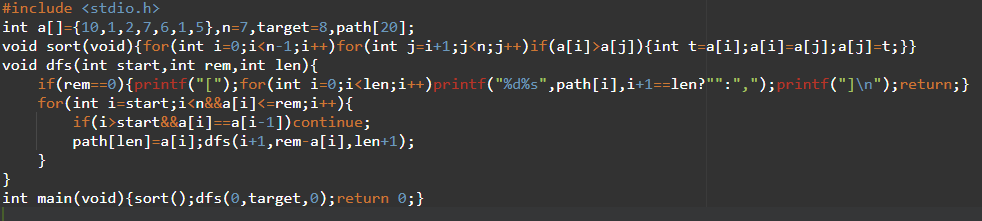 #include <stdio.h>
int a[]={10,1,2,7,6,1,5},n=7,target=8,path[20];
void sort(void){for(int i=0;i<n-1;i++)for(int j=i+1;j<n;j++)if(a[i]>a[j]){int t=a[i];a[i]=a[j];a[j]=t;}}
void dfs(int start,int rem,int len){
    if(rem==0){printf("[");for(int i=0;i<len;i++)printf("%d%s",path[i],i+1==len?"":",");printf("]\n");return;}
    for(int i=start;i<n&&a[i]<=rem;i++){
        if(i>start&&a[i]==a[i-1])continue;
        path[len]=a[i];dfs(i+1,rem-a[i],len+1);
    }
}
int main(void){sort();dfs(0,target,0);return 0;}